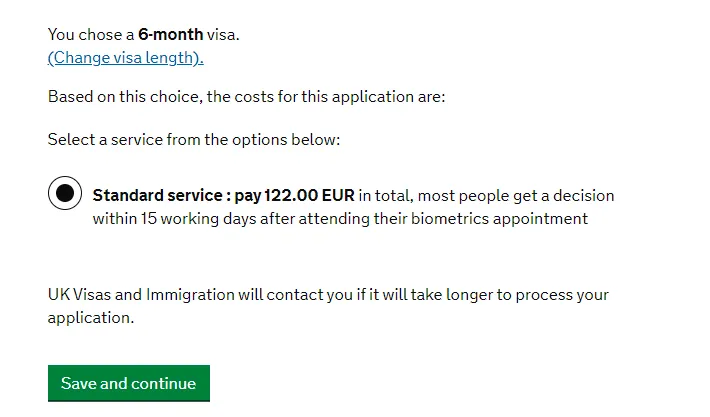 You chose a 6-month visa.
(Change visa length).
Based on this choice, the costs for this application are:
Select a service from the options below:
Standard service : pay 122.00 EUR in total, most people get a decision
within 15 working days after attending their biometrics appointment
UK Visas and Immigration will contact you if it will take longer to process your
application.
Save and continue